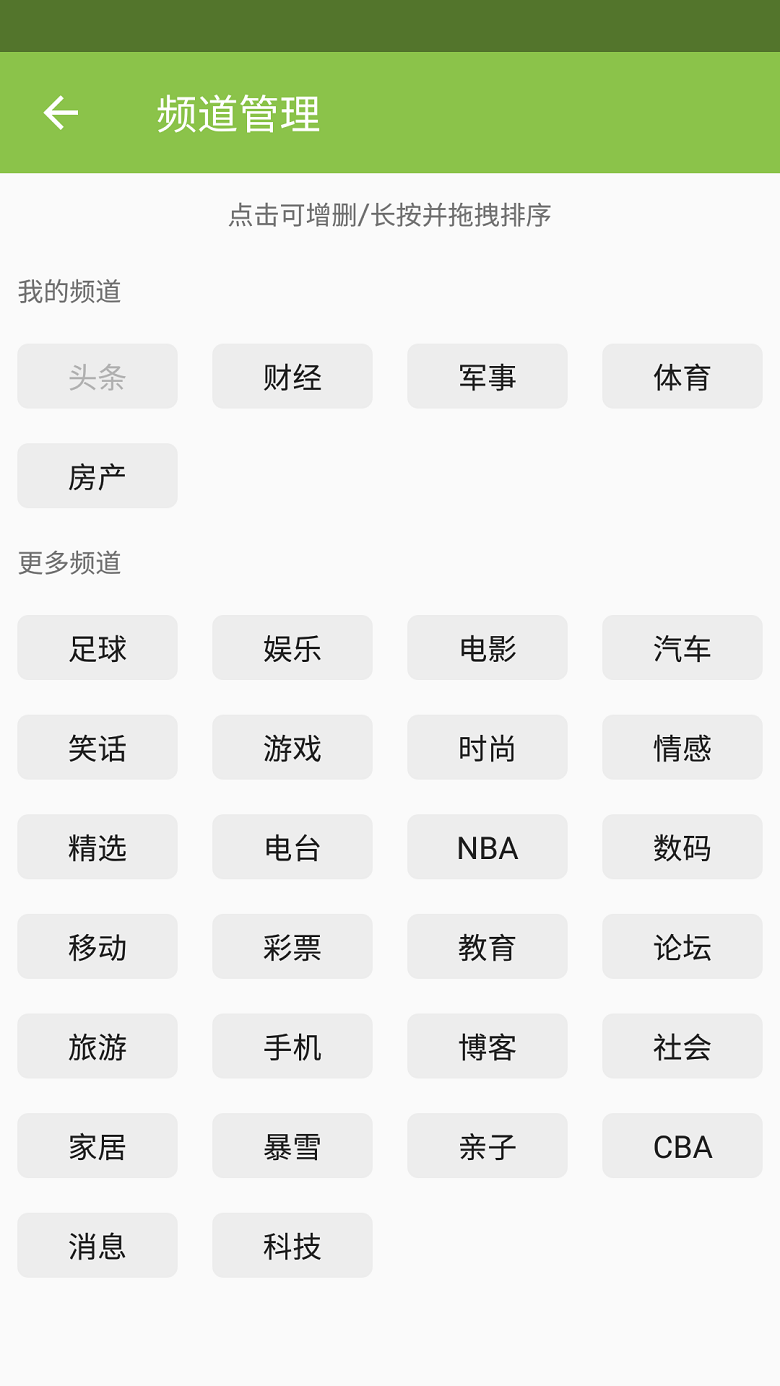 频道管理
点击可增删/长按并拖拽排序
我的频道
头条 财经 军事 体育
房产
更多频道
足球 娱乐 电影 汽车
笑话 游戏 时尚 情感
精选 电台 NBA 数码
移动 彩票 教育 论坛
旅游 手机 博客 社会
家居 暴雪 亲子 CBA
消息 科技